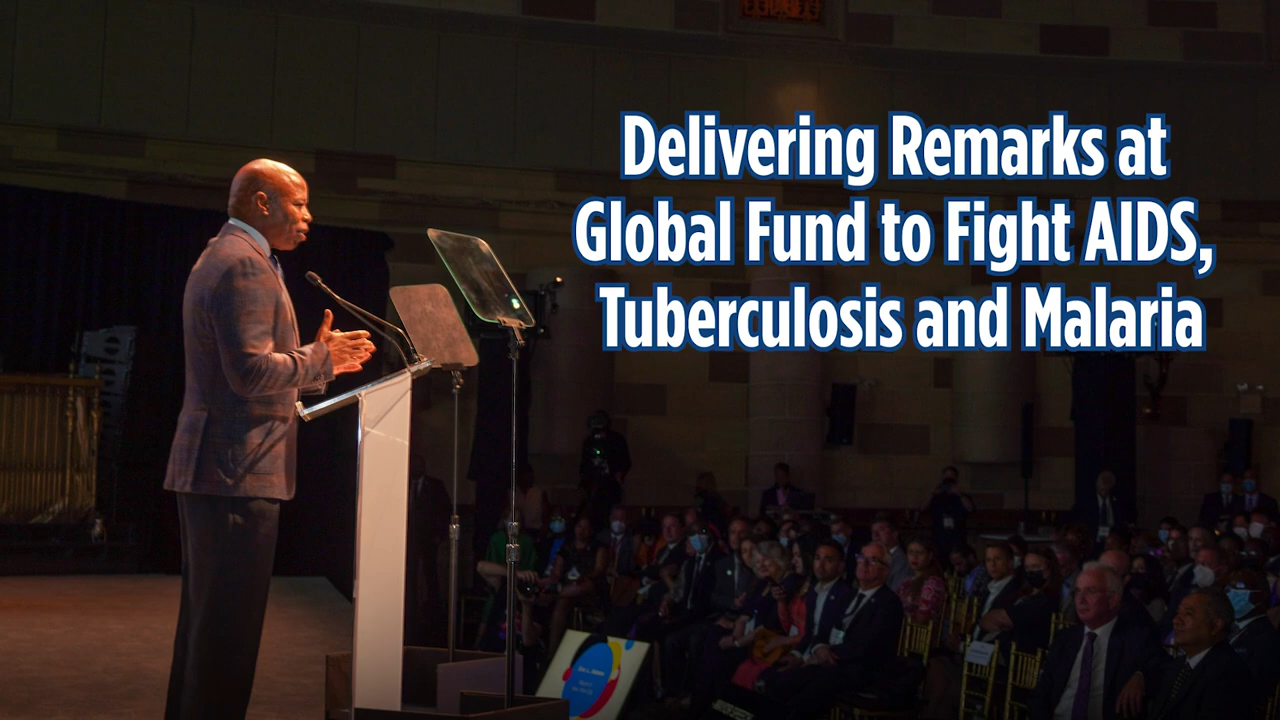 Delivering Remarks at
Global Fund to Fight AIDS,
Tuberculosis and Malaria